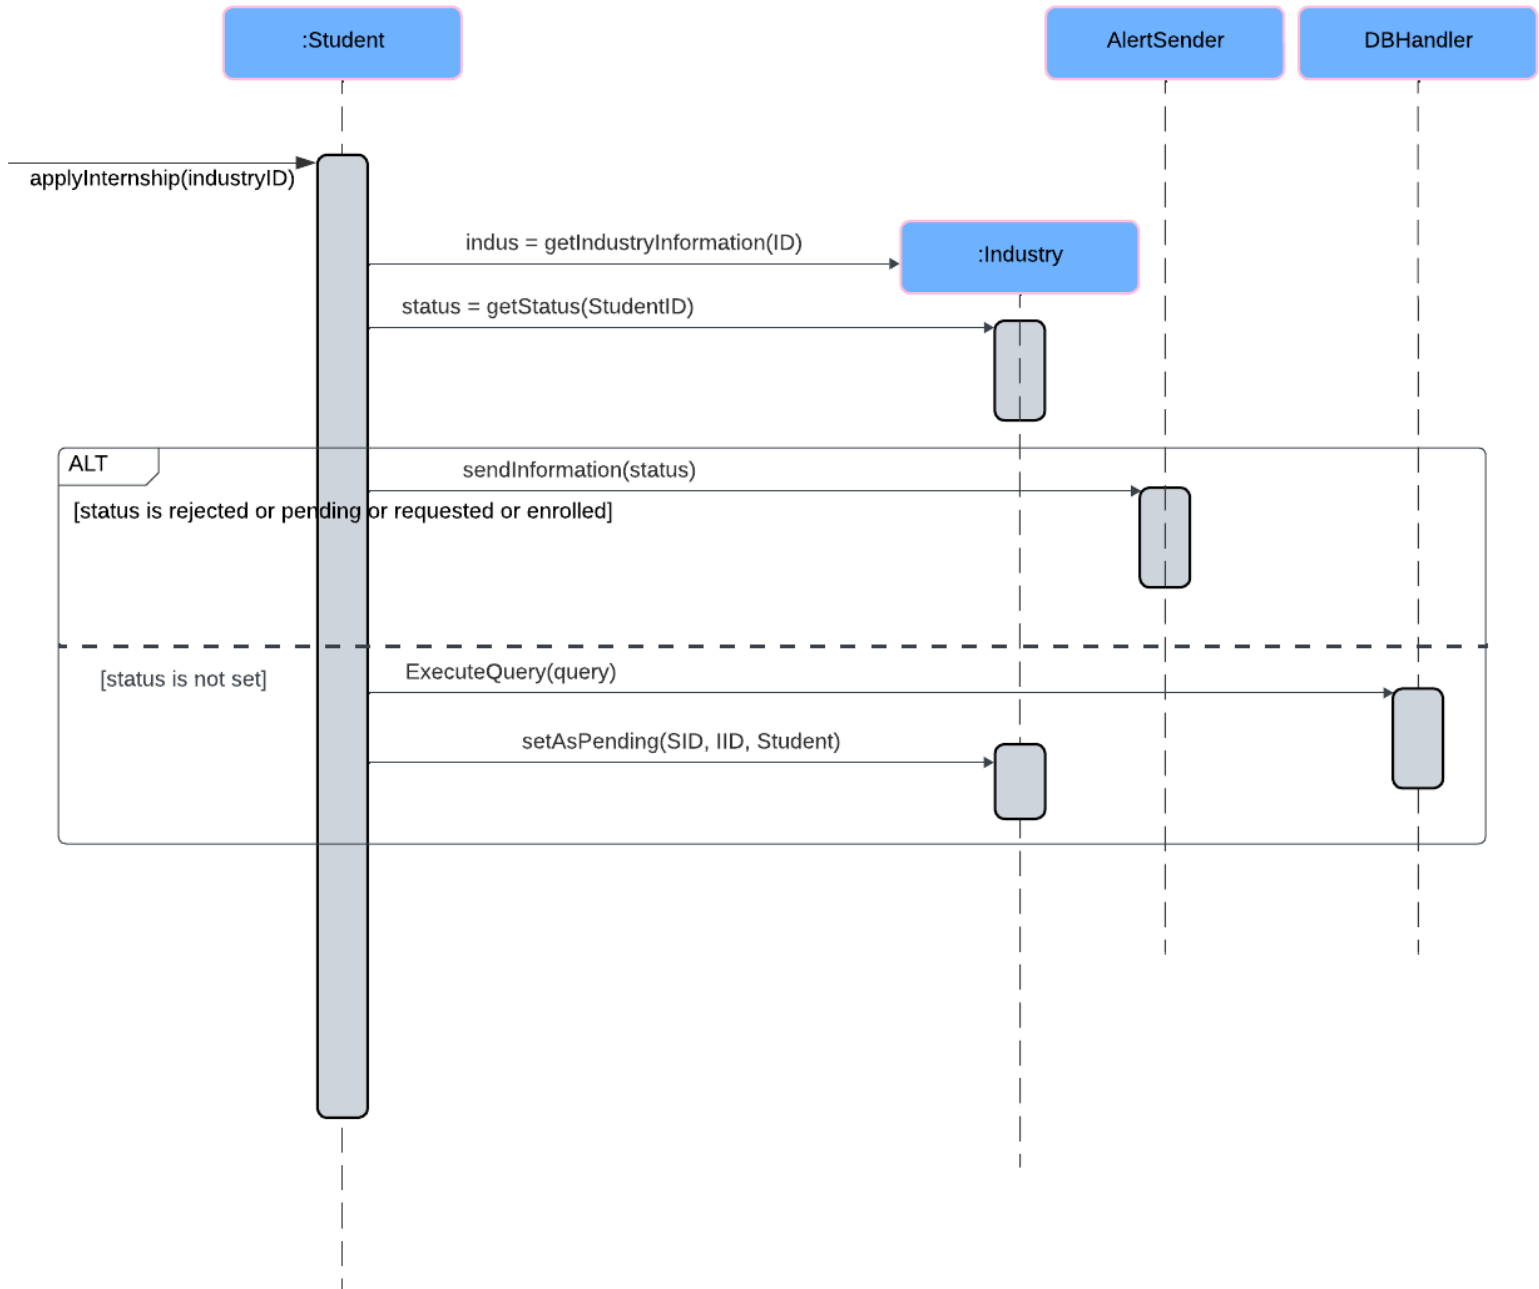 :Student
AlertSender
DBHandler
applyInternship(industryID)
indus = getIndustryInformation(ID)
:Industry
status = getStatus(StudentID)
ALT
sendInformation(status)
[status is rejected or pending or requested or enrolled]
ExecuteQuery(query)
[status is not set]
setAsPending(SID, IID, Student)